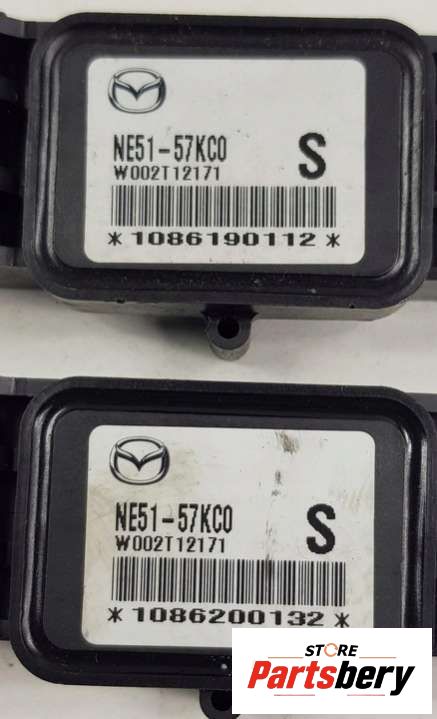 NE51-57KC0
S
W002T12171
*1086190112*
NE51-57KC0
S
W002T12171
*1086200132*
STORE
Partsbery